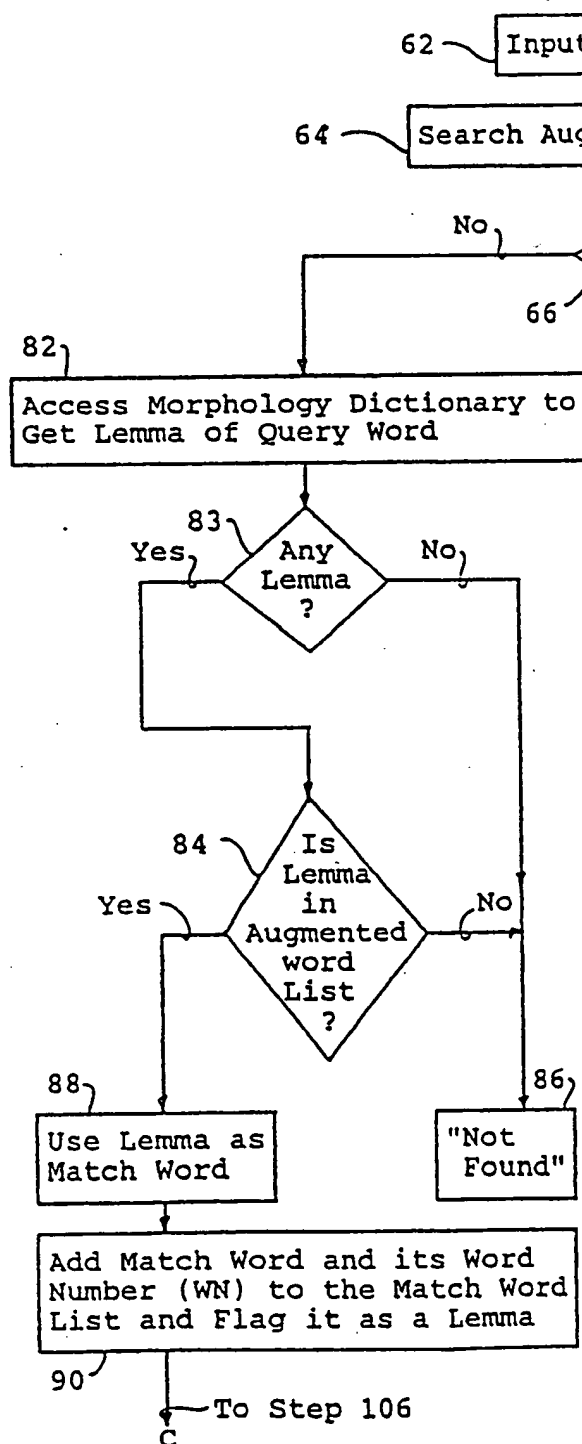 62
Input
64
Search Aug
No
66
82
Access Morphology Dictionary to
Get Lemma of Query Word
83
Yes
Any
Lemma
?
No
84
Is
Lemma
in
Augmented
word
List
?
Yes
No
88
Use Lemma as
Match Word
86
"Not
Found"
Add Match Word and its Word
Number (WN) to the Match Word
List and Flag it as a Lemma
90
To Step 106
C